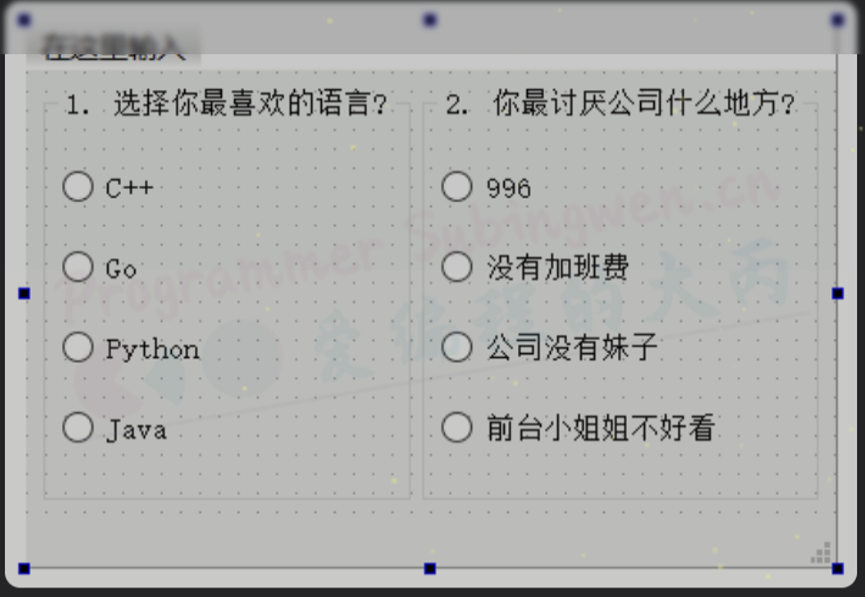 在这里输入
1. 选择你最喜欢的语言?
C++
Go
Python
Java
2. 你最讨厌公司什么地方?
996
没有加班费
公司没有妹子
前台小姐姐不好看
Programmer Subingwen.cn
爱编程的大丙